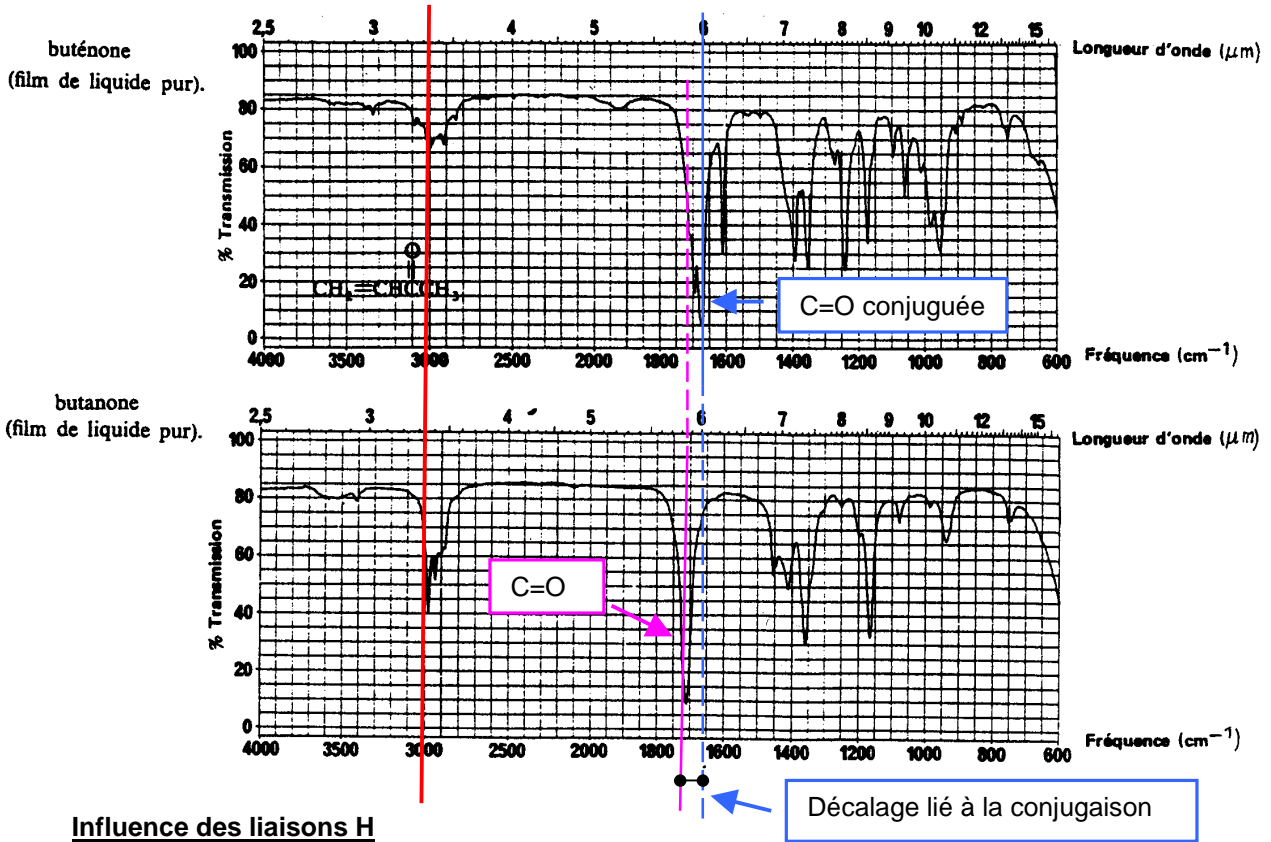 2,5 3 4 5 6 7 8 9 10 12 15
Longueur d'onde (μm)
buténone
(film de liquide pur).
% Transmission
100
80
60
40
20
0
O
CH2=CHCCH3
C=O conjuguée
4000 3500 3000 2500 2000 1800 1600 1400 1200 1000 800 600
Fréquence (cm−1)
butanone
(film de liquide pur).
2,5 3 4 5 6 7 8 9 10 12 15
Longueur d'onde (μm)
% Transmission
100
80
60
40
20
0
C=O
4000 3500 3000 2500 2000 1800 1600 1400 1200 1000 800 600
Fréquence (cm−1)
Décalage lié à la conjugaison
Influence des liaisons H